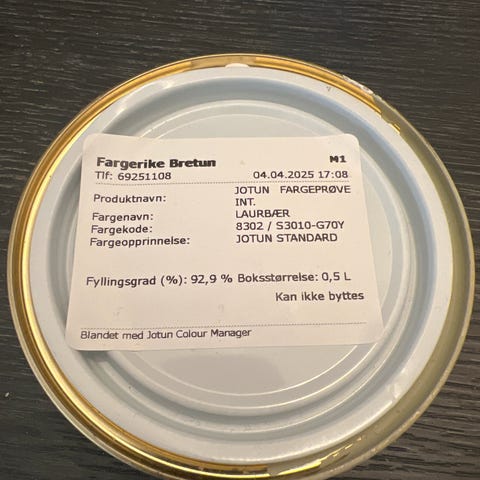 Fargerike Bretun M1
Tlf: 69251108 04.04.2025 17:08
Produktnavn: JOTUN FARGEPRØVE
INT.
Fargenavn: LAURBÆR
Fargekode: 8302 / S3010-G70Y
Fargeopprinnelse: JOTUN STANDARD
Fyllingsgrad (%): 92,9 % Boksstørrelse: 0,5 L
Kan ikke byttes
Blandet med Jotun Colour Manager